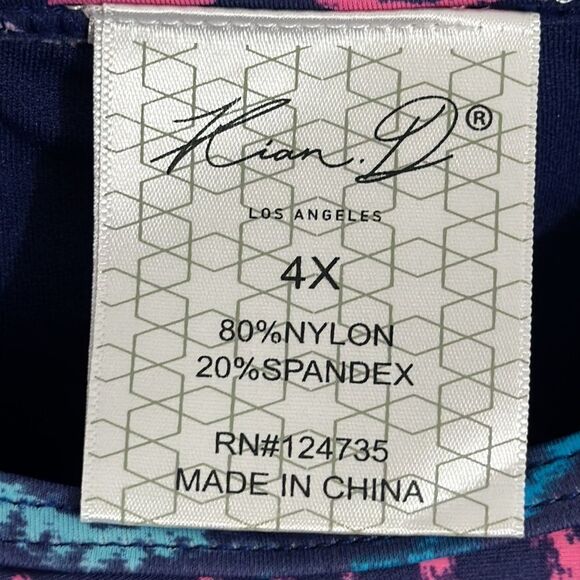 Kian.D®
LOS ANGELES
4X
80%NYLON
20%SPANDEX
RN#124735
MADE IN CHINA